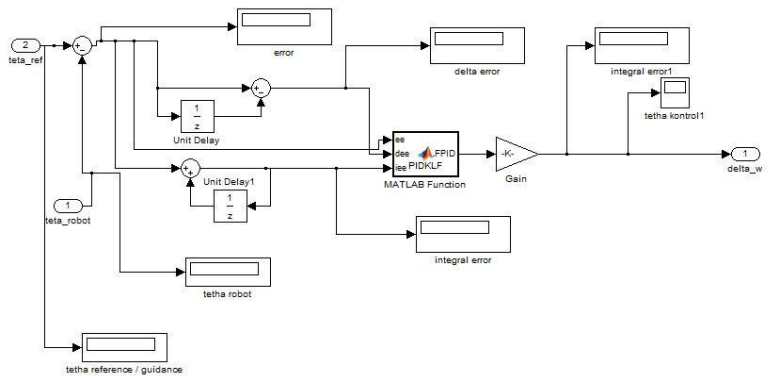 2
teta_ref
error
1
z
Unit Delay
delta error
integral error1
tetha kontrol1
ee
dee
iee
PIDKLF
FPID
MATLAB Function
-K-
Gain
1
delta_w
Unit Delay1
1
z
1
teta_robot
integral error
tetha robot
tetha reference / guidance